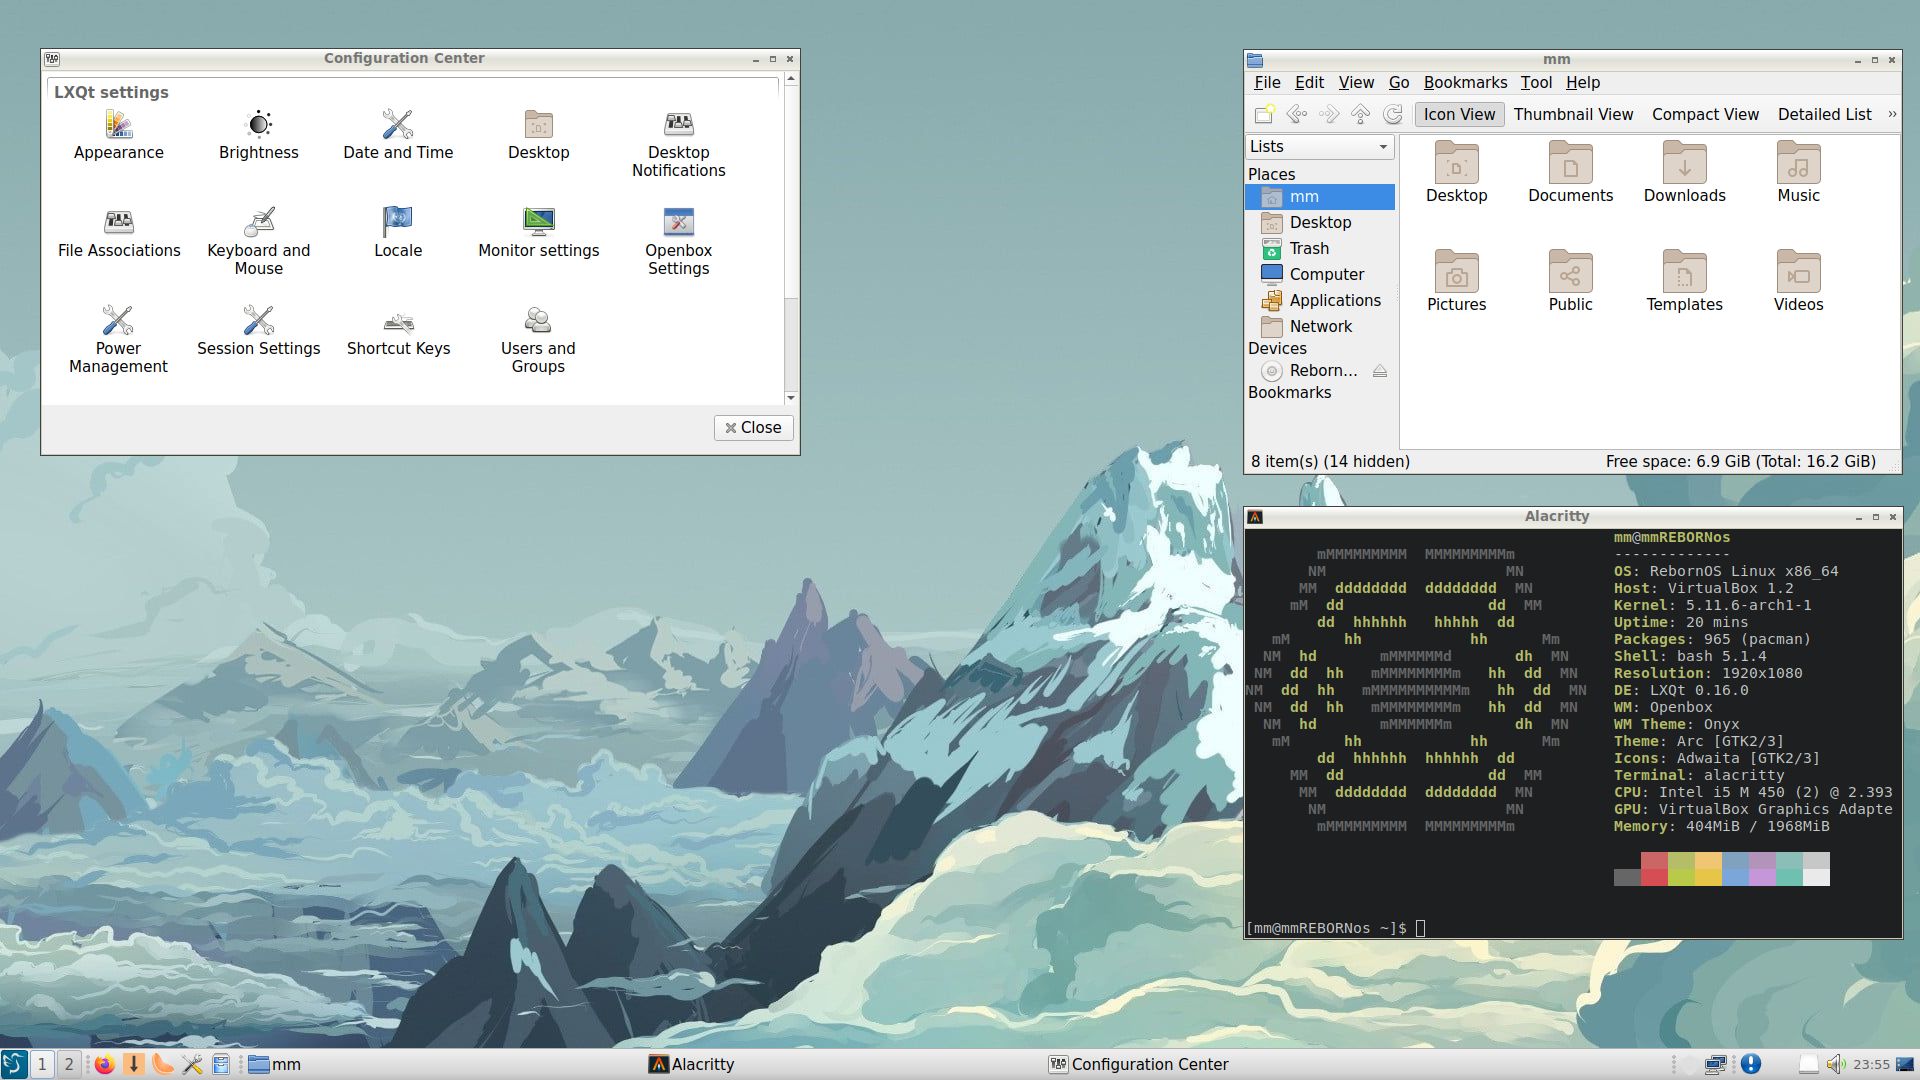 Configuration Center
LXQt settings
Appearance
Brightness
Date and Time
Desktop
Desktop
Notifications
File Associations
Keyboard and
Mouse
Locale
Monitor settings
Openbox
Settings
Power
Management
Session Settings
Shortcut Keys
Users and
Groups
Close
mm
File Edit View Go Bookmarks Tool Help
Icon View Thumbnail View Compact View Detailed List »
Lists
Places
mm
Desktop
Trash
Computer
Applications
Network
Devices
Reborn...
Bookmarks
Desktop
Documents
Downloads
Music
Pictures
Public
Templates
Videos
8 item(s) (14 hidden)
Free space: 6.9 GiB (Total: 16.2 GiB)
Alacritty
mMMMMMMMMM  MMMMMMMMMm
NM                    MN
MM  dddddddd  dddddddd  MN
mM  dd                dd  MM
dd  hhhhhh   hhhhh  dd
mM      hh            hh      Mm
NM  hd       mMMMMMMd       dh  MN
NM  dd  hh   mMMMMMMMMm   hh  dd  MN
NM  dd  hh   mMMMMMMMMMMm   hh  dd  MN
NM  dd  hh   mMMMMMMMMm   hh  dd  MN
NM  hd       mMMMMMMm       dh  MN
mM      hh            hh      Mm
dd  hhhhhh  hhhhhh  dd
MM  dd                dd  MM
MM  dddddddd  dddddddd  MN
NM                    MN
mMMMMMMMMM  MMMMMMMMMm
mm@mmREBORNos
-------------
OS: RebornOS Linux x86_64
Host: VirtualBox 1.2
Kernel: 5.11.6-arch1-1
Uptime: 20 mins
Packages: 965 (pacman)
Shell: bash 5.1.4
Resolution: 1920x1080
DE: LXQt 0.16.0
WM: Openbox
WM Theme: Onyx
Theme: Arc [GTK2/3]
Icons: Adwaita [GTK2/3]
Terminal: alacritty
CPU: Intel i5 M 450 (2) @ 2.393
GPU: VirtualBox Graphics Adapte
Memory: 404MiB / 1968MiB
[mm@mmREBORNos ~]$
1 2 mm Alacritty Configuration Center 23:55